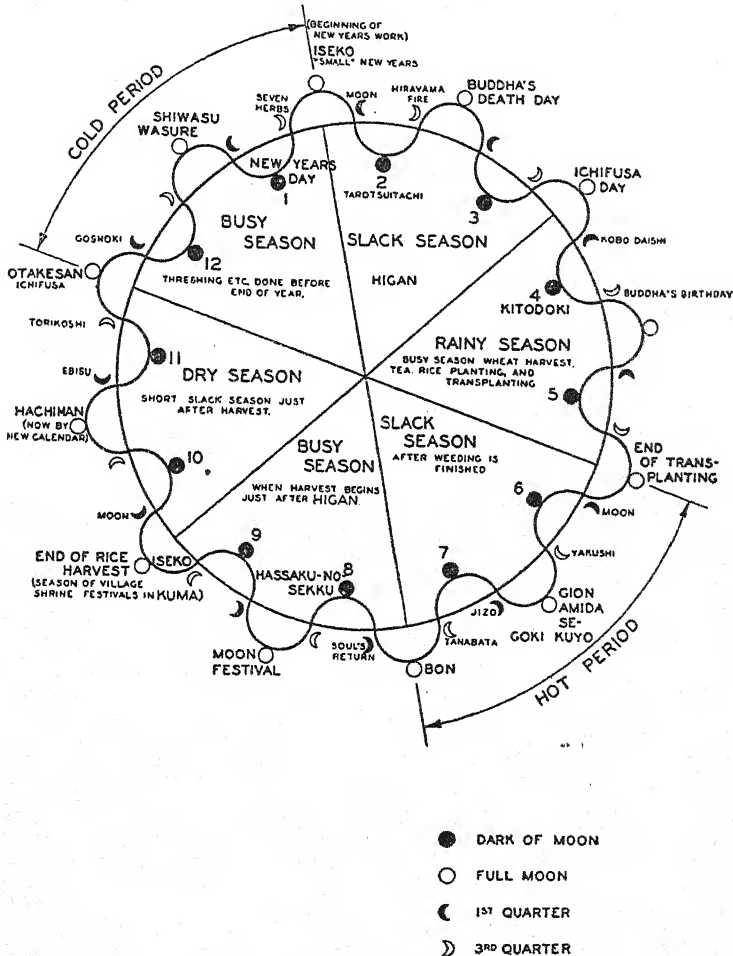 (BEGINNING OF
NEW YEARS WORK)
ISEKO
"SMALL" NEW YEARS
COLD PERIOD
SEVEN
HERBS
MOON
HIRAYAMA
FIRE
BUDDHA'S
DEATH DAY
SHIWASU
WASURE
NEW YEARS
DAY
1
2
TAROTSUITACHI
3
ICHIFUSA
DAY
KOBO DAISHI
4
KITODOKI
BUDDHA'S BIRTHDAY
GOSHOKI
12
BUSY
SEASON
THRESHING ETC. DONE BEFORE
END OF YEAR.
SLACK SEASON
HIGAN
OTAKESAN
ICHIFUSA
TORIKOSHI
11
EBISU
DRY SEASON
SHORT SLACK SEASON JUST
AFTER HARVEST.
RAINY SEASON
BUSY SEASON WHEAT HARVEST,
TEA, RICE PLANTING, AND
TRANSPLANTING
5
HACHIMAN
(NOW BY
NEW CALENDAR)
10
BUSY
SEASON
WHEN HARVEST BEGINS
JUST AFTER HIGAN.
SLACK
SEASON
AFTER WEEDING IS
FINISHED
END
OF TRANS-
PLANTING
6
MOON
MOON
YAKUSHI
END OF RICE
HARVEST
(SEASON OF VILLAGE
SHRINE FESTIVALS IN KUMA)
ISEKO
9
HASSAKU-NO
SEKKU
8
7
JIZO
GION
AMIDA
SE-
GOKI KUYO
MOON
FESTIVAL
SOUL'S
RETURN
BON
TANABATA
HOT PERIOD
DARK OF MOON
FULL MOON
1ST QUARTER
3RD QUARTER